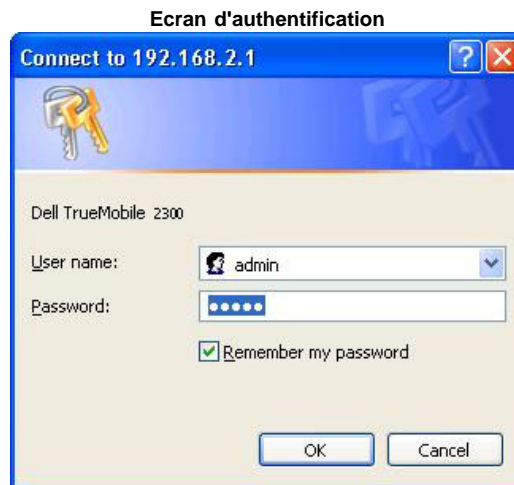 Ecran d'authentification
Connect to 192.168.2.1
Dell TrueMobile 2300
User name:
admin
Password:
●●●●●
Remember my password
OK
Cancel